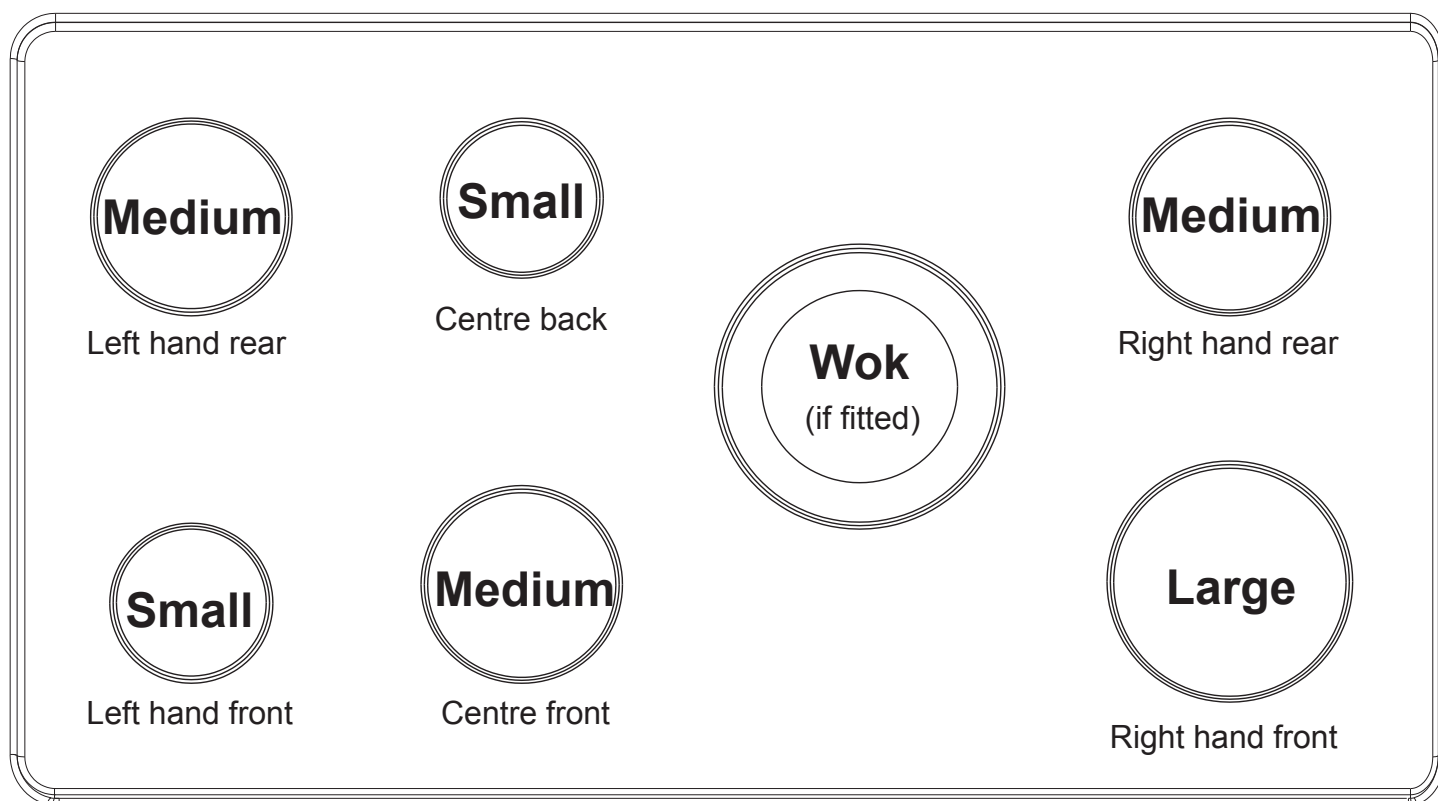 Medium
Left hand rear
Small
Centre back
Wok
(if fitted)
Medium
Right hand rear
Small
Left hand front
Medium
Centre front
Large
Right hand front